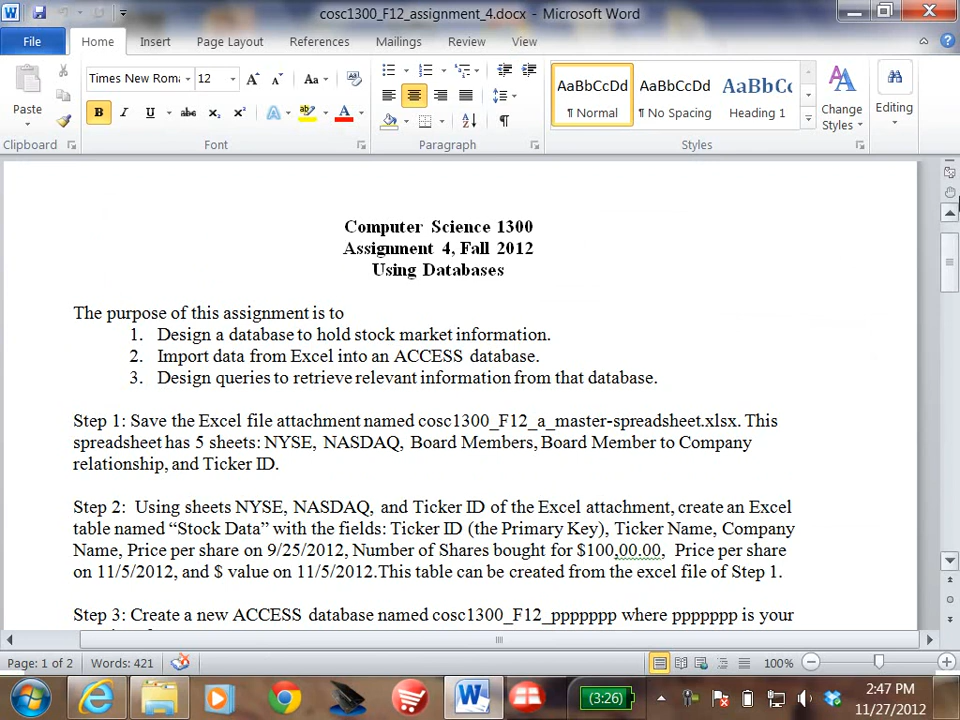 cosc1300_F12_assignment_4.docx - Microsoft Word
File Home Insert Page Layout References Mailings Review View
Paste
Times New Roma 12
AaBbCcDd AaBbCcDd AaBbCc
¶ Normal ¶ No Spacing Heading 1
Change Styles
Editing
Clipboard Font Paragraph Styles
Computer Science 1300
Assignment 4, Fall 2012
Using Databases
The purpose of this assignment is to
1. Design a database to hold stock market information.
2. Import data from Excel into an ACCESS database.
3. Design queries to retrieve relevant information from that database.
Step 1: Save the Excel file attachment named cosc1300_F12_a_master-spreadsheet.xlsx. This
spreadsheet has 5 sheets: NYSE, NASDAQ, Board Members, Board Member to Company
relationship, and Ticker ID.
Step 2: Using sheets NYSE, NASDAQ, and Ticker ID of the Excel attachment, create an Excel
table named “Stock Data” with the fields: Ticker ID (the Primary Key), Ticker Name, Company
Name, Price per share on 9/25/2012, Number of Shares bought for $100,00.00, Price per share
on 11/5/2012, and $ value on 11/5/2012.This table can be created from the excel file of Step 1.
Step 3: Create a new ACCESS database named cosc1300_F12_ppppppp where ppppppp is your
Page: 1 of 2 Words: 421 100%
(3:26) 2:47 PM
11/27/2012